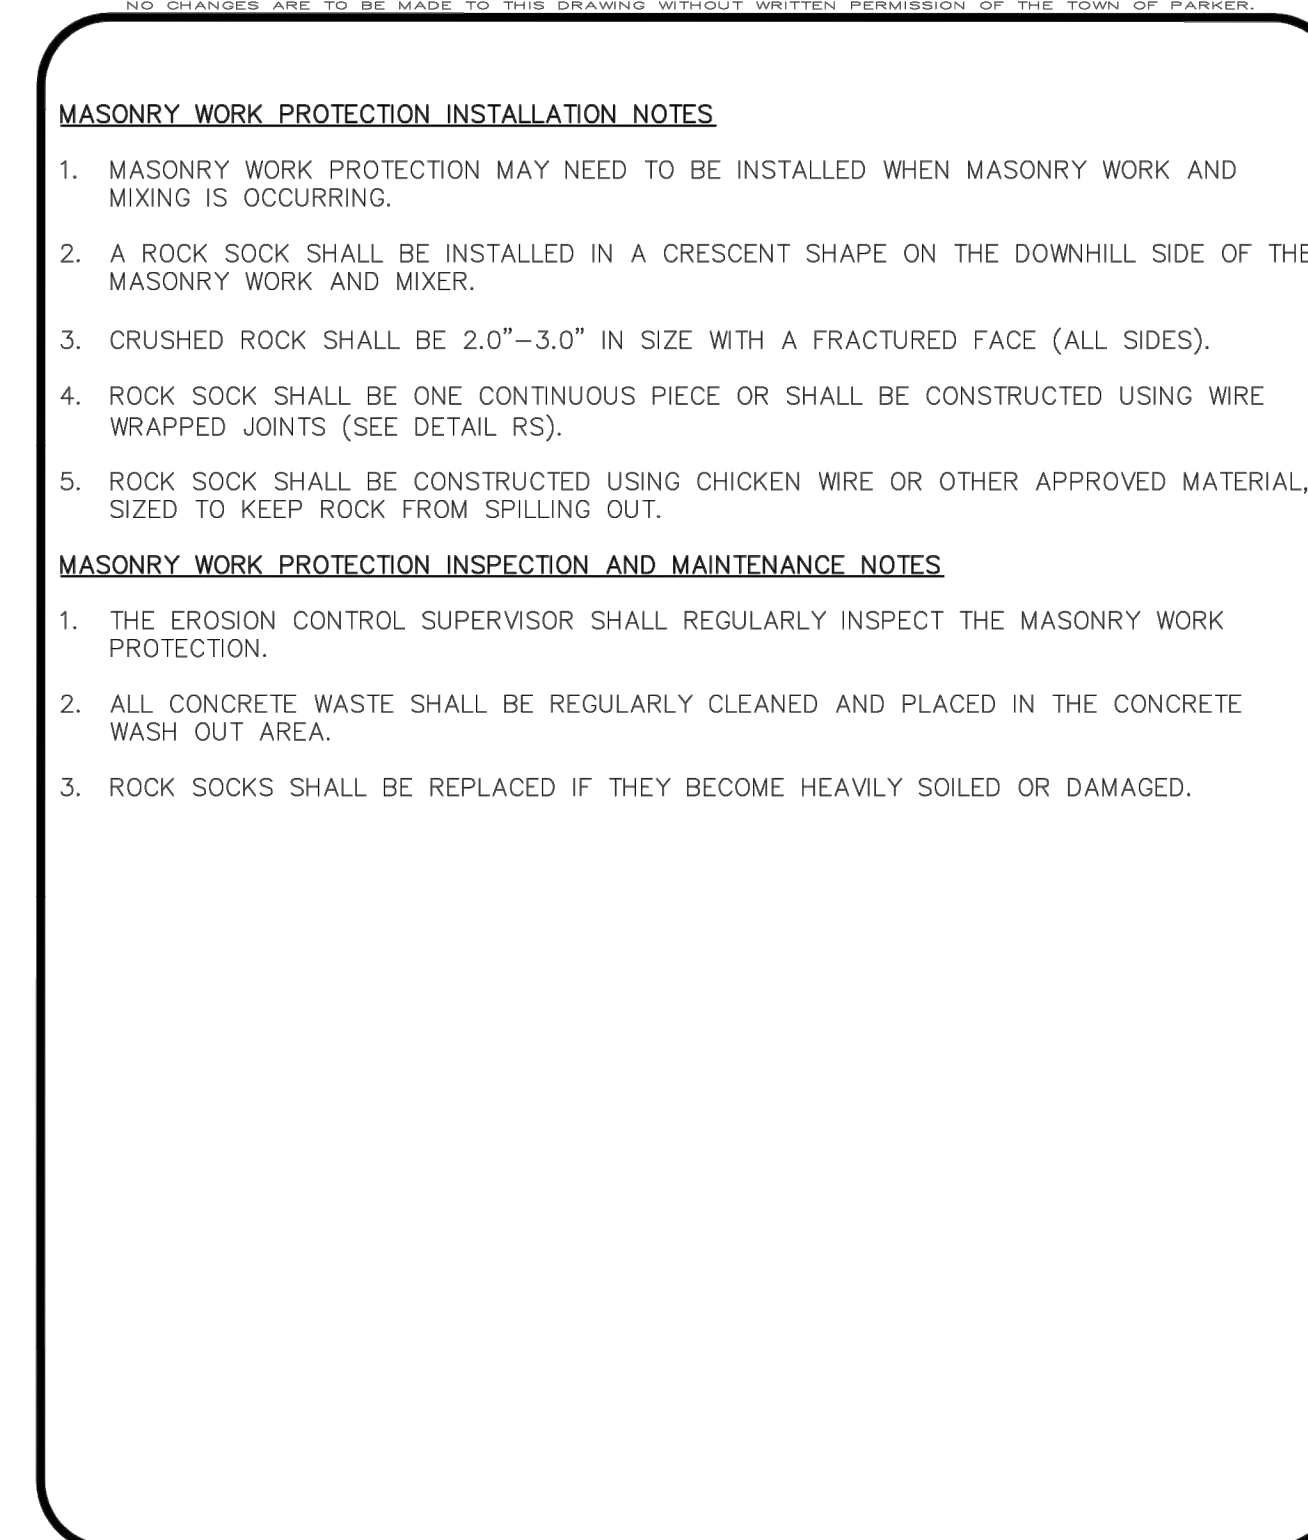 NO CHANGES ARE TO BE MADE TO THIS DRAWING WITHOUT WRITTEN PERMISSION OF THE TOWN OF PARKER.
MASONRY WORK PROTECTION INSTALLATION NOTES
1. MASONRY WORK PROTECTION MAY NEED TO BE INSTALLED WHEN MASONRY WORK AND
MIXING IS OCCURRING.
2. A ROCK SOCK SHALL BE INSTALLED IN A CRESCENT SHAPE ON THE DOWNHILL SIDE OF THE
MASONRY WORK AND MIXER.
3. CRUSHED ROCK SHALL BE 2.0"–3.0" IN SIZE WITH A FRACTURED FACE (ALL SIDES).
4. ROCK SOCK SHALL BE ONE CONTINUOUS PIECE OR SHALL BE CONSTRUCTED USING WIRE
WRAPPED JOINTS (SEE DETAIL RS).
5. ROCK SOCK SHALL BE CONSTRUCTED USING CHICKEN WIRE OR OTHER APPROVED MATERIAL,
SIZED TO KEEP ROCK FROM SPILLING OUT.
MASONRY WORK PROTECTION INSPECTION AND MAINTENANCE NOTES
1. THE EROSION CONTROL SUPERVISOR SHALL REGULARLY INSPECT THE MASONRY WORK
PROTECTION.
2. ALL CONCRETE WASTE SHALL BE REGULARLY CLEANED AND PLACED IN THE CONCRETE
WASH OUT AREA.
3. ROCK SOCKS SHALL BE REPLACED IF THEY BECOME HEAVILY SOILED OR DAMAGED.